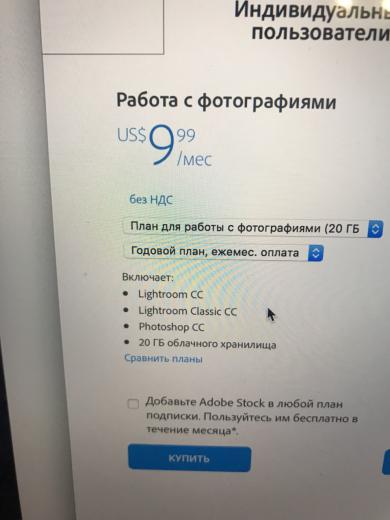 Индивидуальн
пользователи
Работа с фотографиями
US$9 99
/мес
без НДС
План для работы с фотографиями (20 ГБ
Годовой план, ежемес. оплата
Включает:
• Lightroom CC
• Lightroom Classic CC
• Photoshop CC
• 20 ГБ облачного хранилища
Сравнить планы
Добавьте Adobe Stock в любой план
подписки. Пользуйтесь им бесплатно в
течение месяца*.
КУПИТЬ